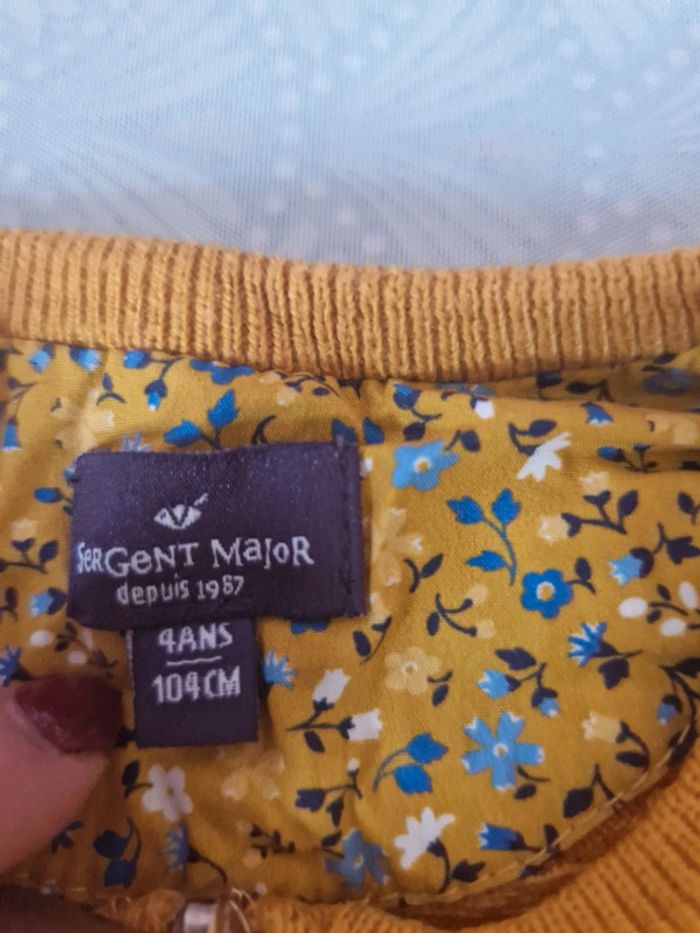 SeRGeNT MaJoR
depuis 1987
4ANS
104CM